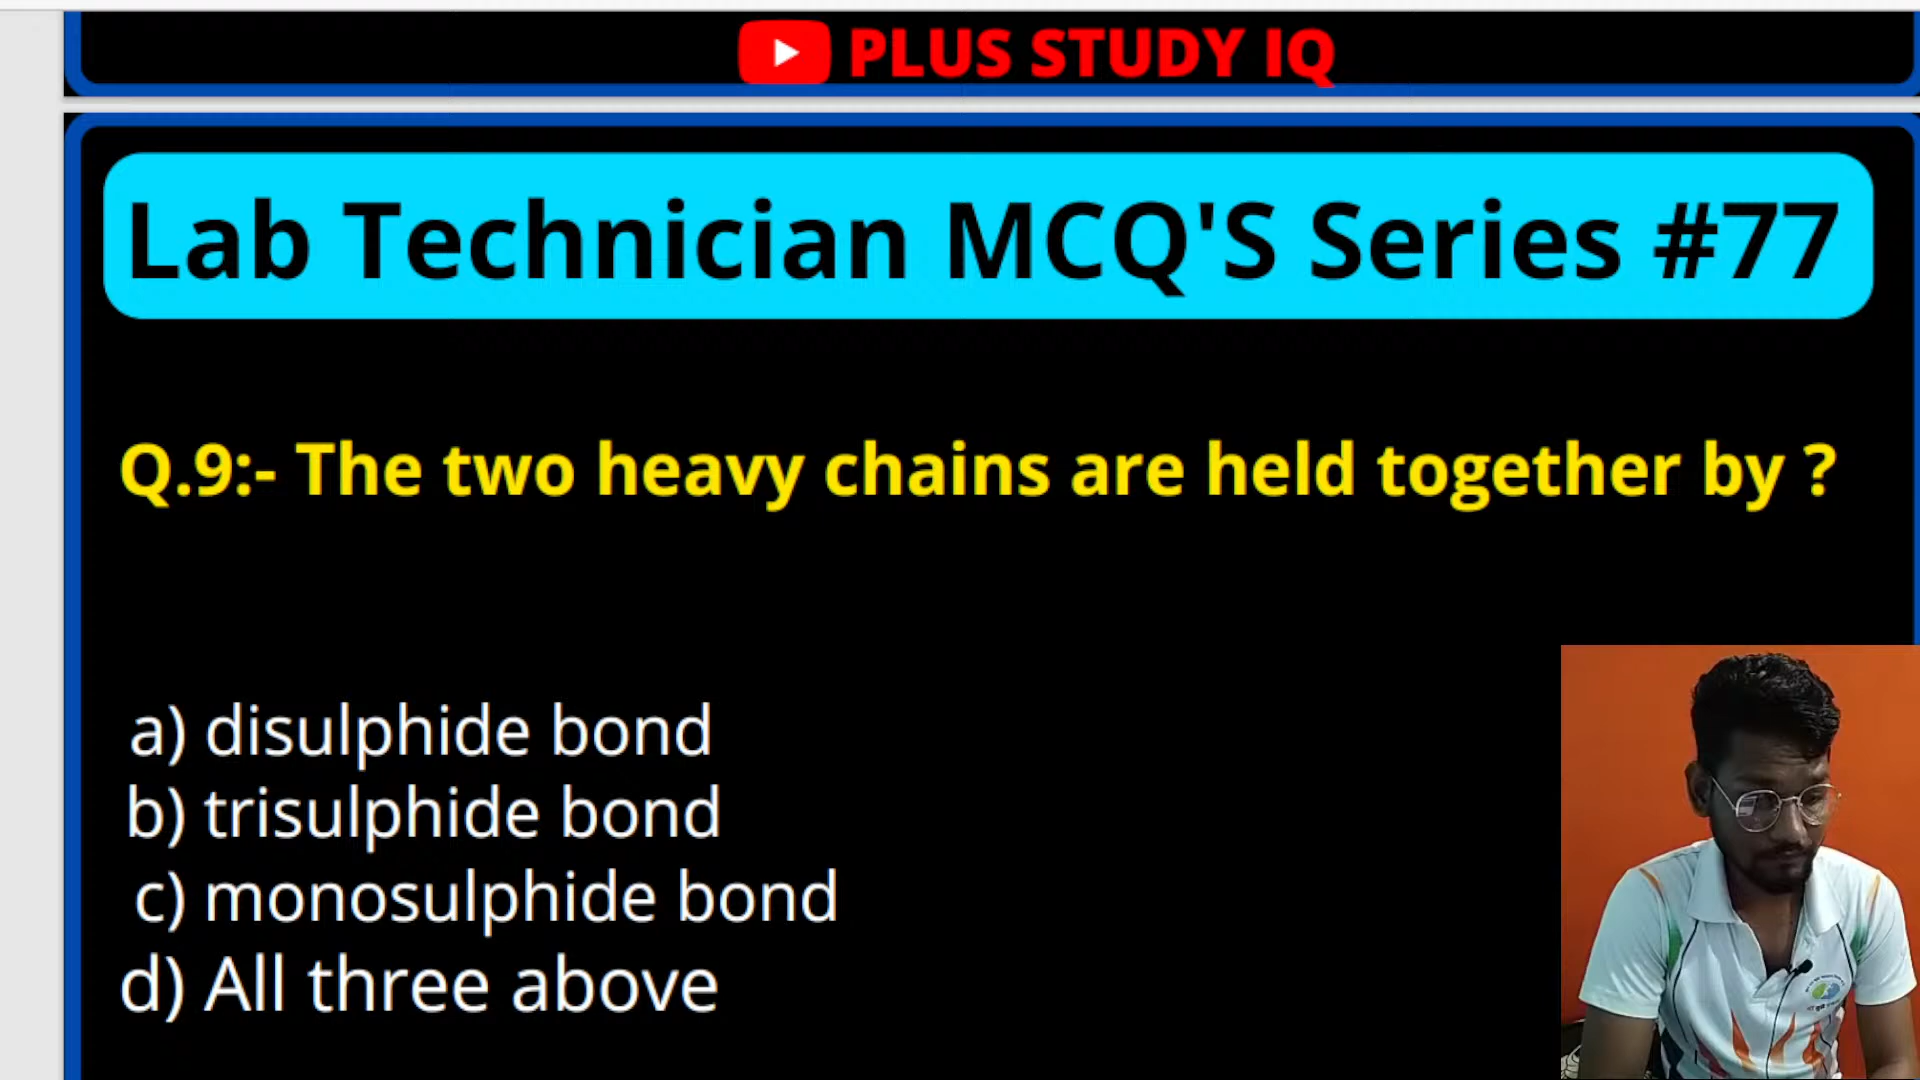 PLUS STUDY IQ
Lab Technician MCQ'S Series #77
Q.9:- The two heavy chains are held together by ?
a) disulphide bond
b) trisulphide bond
c) monosulphide bond
d) All three above